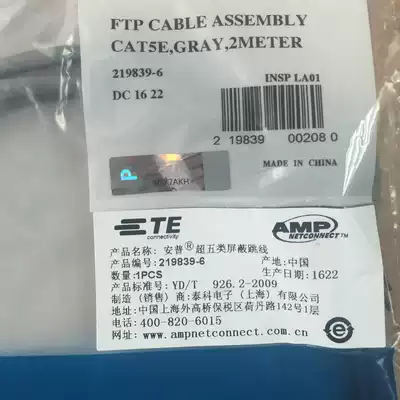 FTP CABLE ASSEMBLY
CAT5E,GRAY,2METER
219839-6
INSP LA01
DC 16 22
2 19839 00208 0
MADE IN CHINA
P
TE
connectivity
AMP
NETCONNECT™
产品名称: 安普®超五类屏蔽跳线
产品编号:219839-6 产地:中国
数量:1PCS 生产日期:1622
产品标准号: YD/T 926.2-2009
制造(销售)商:泰科电子(上海)有限公司
地址:中国上海外高桥保税区荷丹路142号1层
电话:400-820-6015
网址:www.ampnetconnect.com.cn
e